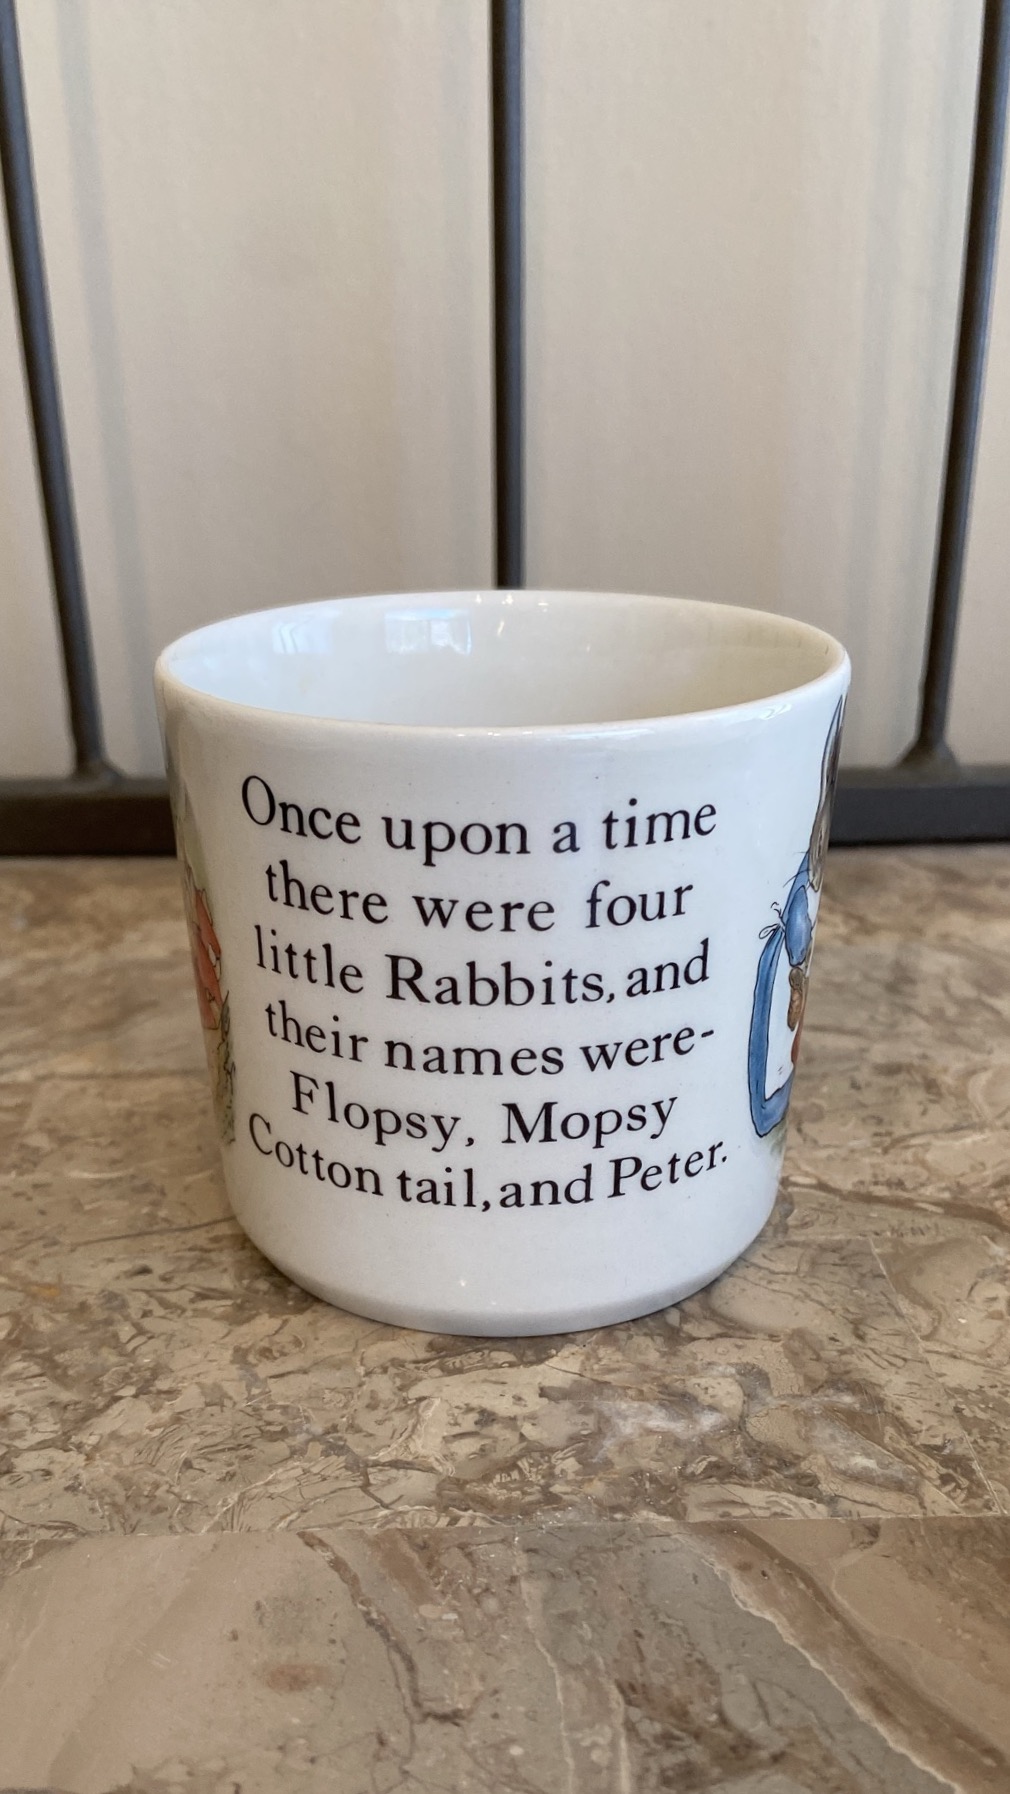 Once upon a time
there were four
little Rabbits, and
their names were-
Flopsy, Mopsy
Cotton tail, and Peter.